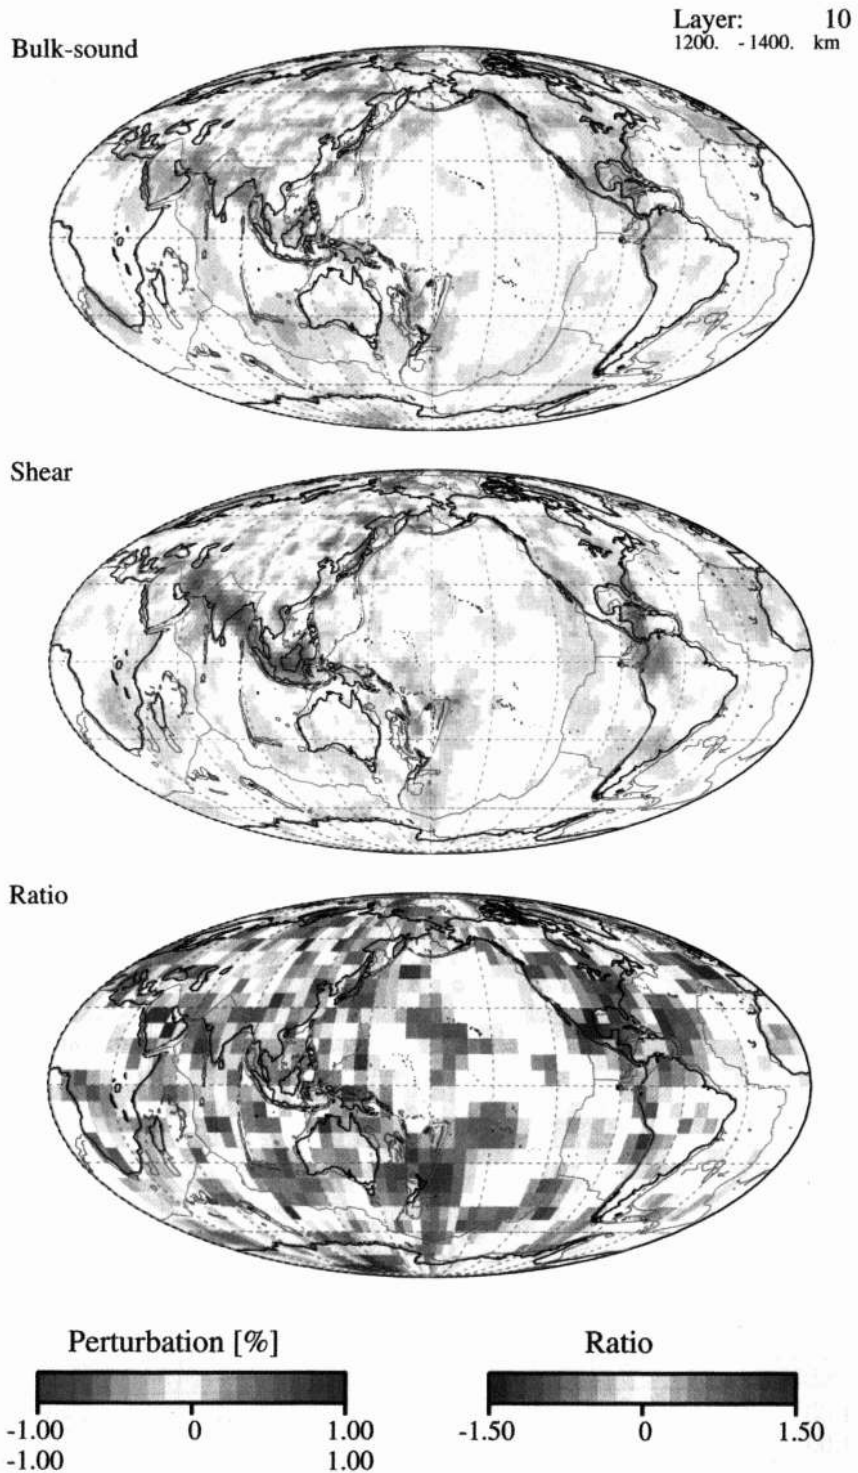 Layer: 10
1200. - 1400. km
Bulk-sound
Shear
Ratio
Perturbation [%]
-1.00 0 1.00
-1.00 1.00
Ratio
-1.50 0 1.50